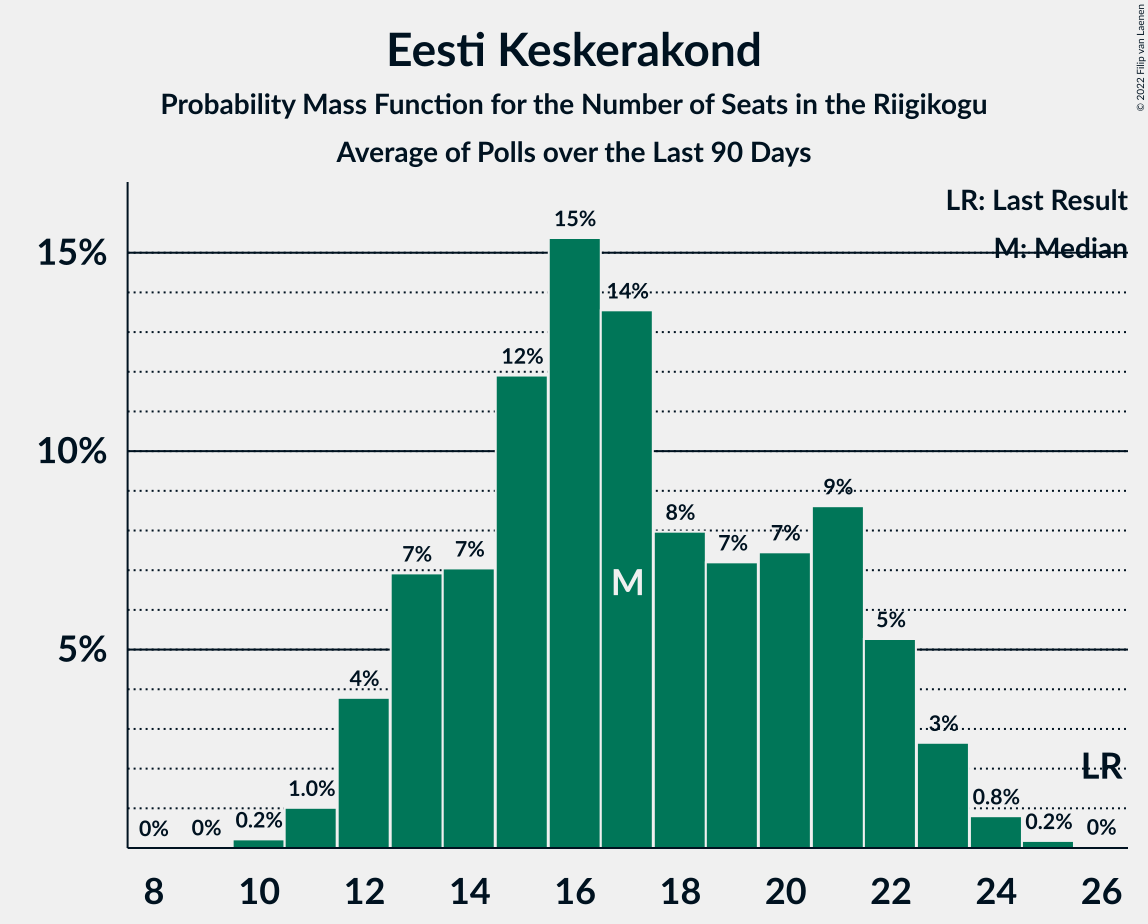 Eesti Keskerakond
Probability Mass Function for the Number of Seats in the Riigikogu
Average of Polls over the Last 90 Days
© 2022 Filip van Laenen
LR: Last Result
M: Median
15%
10%
5%
0%
0%
0.2%
1.0%
4%
7%
7%
12%
15%
14%
8%
7%
7%
9%
5%
3%
0.8%
0.2%
0%
M
LR
8 10 12 14 16 18 20 22 24 26